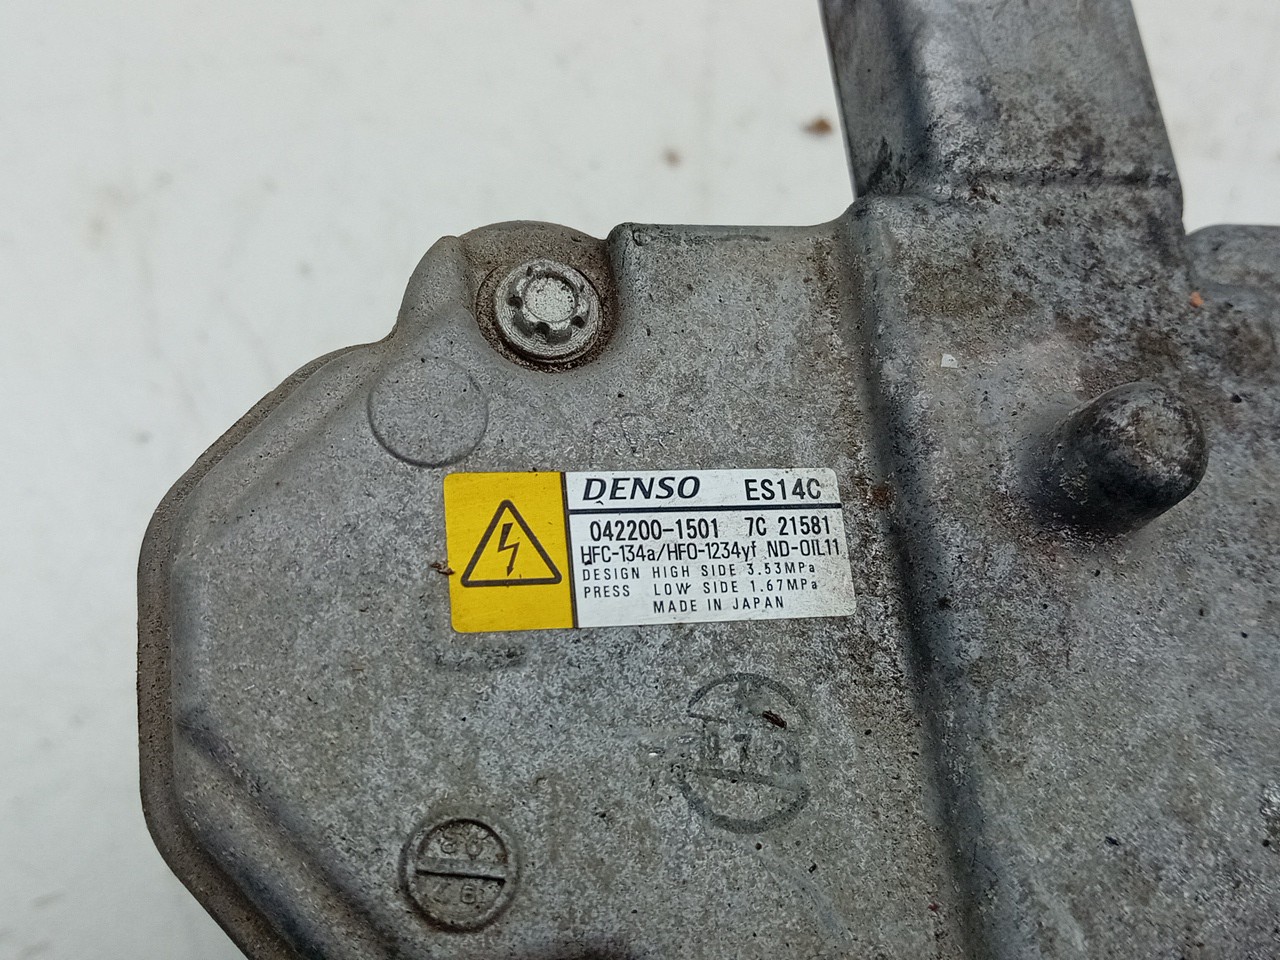 DENSO ES14C
042200-1501 7C 21581
HFC-134a/HFO-1234yf ND-OIL11
DESIGN HIGH SIDE 3.53MPa
PRESS LOW SIDE 1.67MPa
MADE IN JAPAN